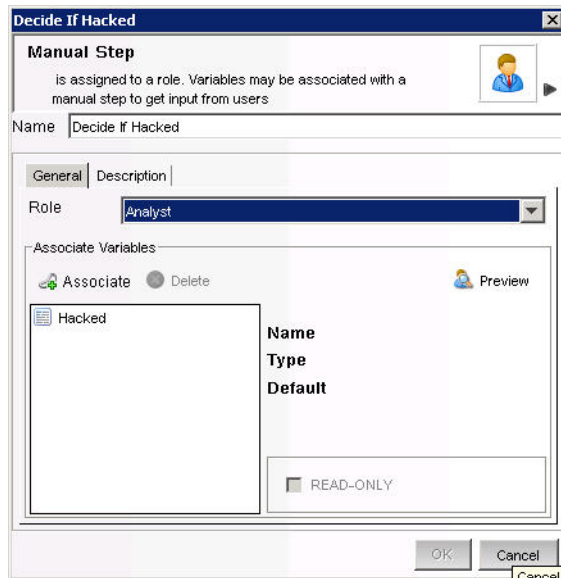 Decide If Hacked
Manual Step
is assigned to a role. Variables may be associated with a
manual step to get input from users
Name Decide If Hacked
General Description
Role Analyst
Associate Variables
Associate Delete Preview
Hacked
Name
Type
Default
READ-ONLY
OK Cancel
Cancel